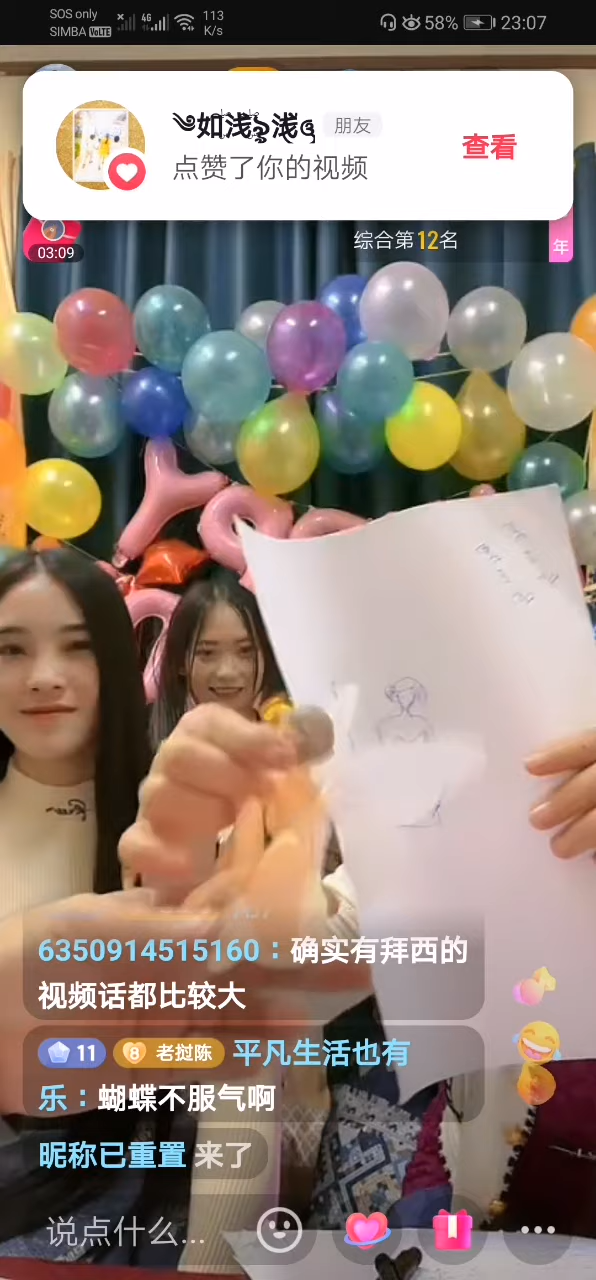 SOS only
SIMBA VoLTE
4G
113
K/s
58%
23:07
如浅浅
朋友
点赞了你的视频
查看
03:09
综合第12名
年
6350914515160：确实有拜西的
视频话都比较大
11 8 老挝陈 平凡生活也有
乐：蝴蝶不服气啊
昵称已重置 来了
说点什么...